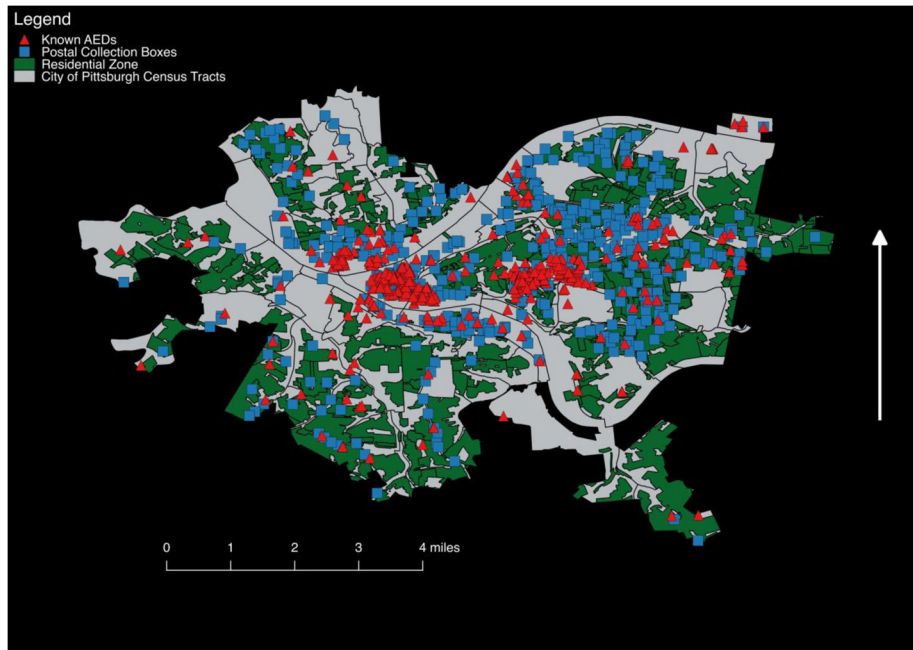 Legend
Known AEDs
Postal Collection Boxes
Residential Zone
City of Pittsburgh Census Tracts
0 1 2 3 4 miles